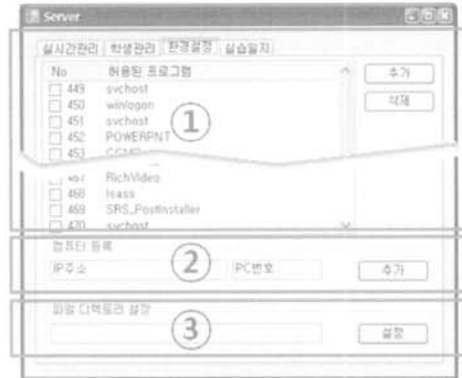 Server
실시간관리 학생관리 환경설정 실습일지
No 허용된 프로그램
추가
449 svchost
삭제
450 winlogon
451 svchost
①
452 POWERPNT
453
467 RichVideo
468 lsass
469 SRS_PostInstaller
470 svchost
컴퓨터 등록
②
IP주소 PC번호 추가
파일 디렉토리 설정
③
설정